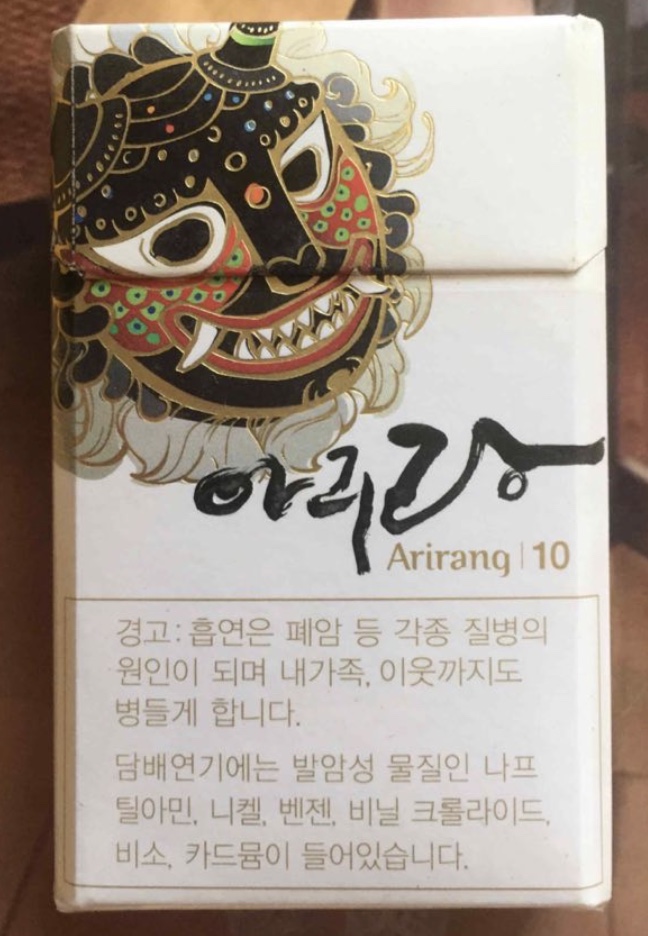 아리랑
Arirang | 10
경고: 흡연은 폐암 등 각종 질병의
원인이 되며 내가족, 이웃까지도
병들게 합니다.
담배연기에는 발암성 물질인 나프
틸아민, 니켈, 벤젠, 비닐 크롤라이드,
비소, 카드뮴이 들어있습니다.